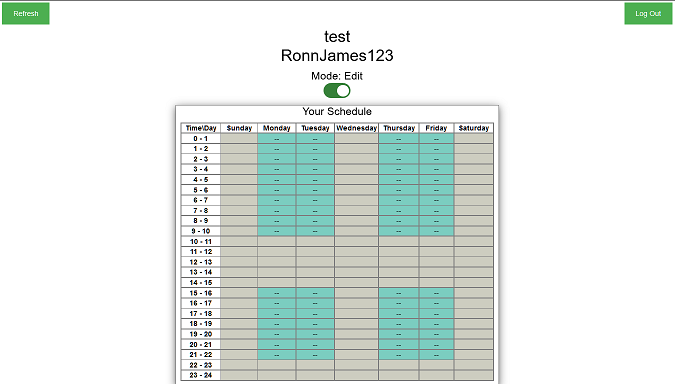 Refresh
Log Out
test
RonnJames123
Mode: Edit
Your Schedule
Time\Day Sunday Monday Tuesday Wednesday Thursday Friday Saturday
0 - 1 -- -- -- --
1 - 2 -- -- -- --
2 - 3 -- -- -- --
3 - 4 -- -- -- --
4 - 5 -- -- -- --
5 - 6 -- -- -- --
6 - 7 -- -- -- --
7 - 8 -- -- -- --
8 - 9 -- -- -- --
9 - 10 -- -- -- --
10 - 11
11 - 12
12 - 13
13 - 14
14 - 15
15 - 16 -- -- -- --
16 - 17 -- -- -- --
17 - 18 -- -- -- --
18 - 19 -- -- -- --
19 - 20 -- -- -- --
20 - 21 -- -- -- --
21 - 22 -- -- -- --
22 - 23
23 - 24